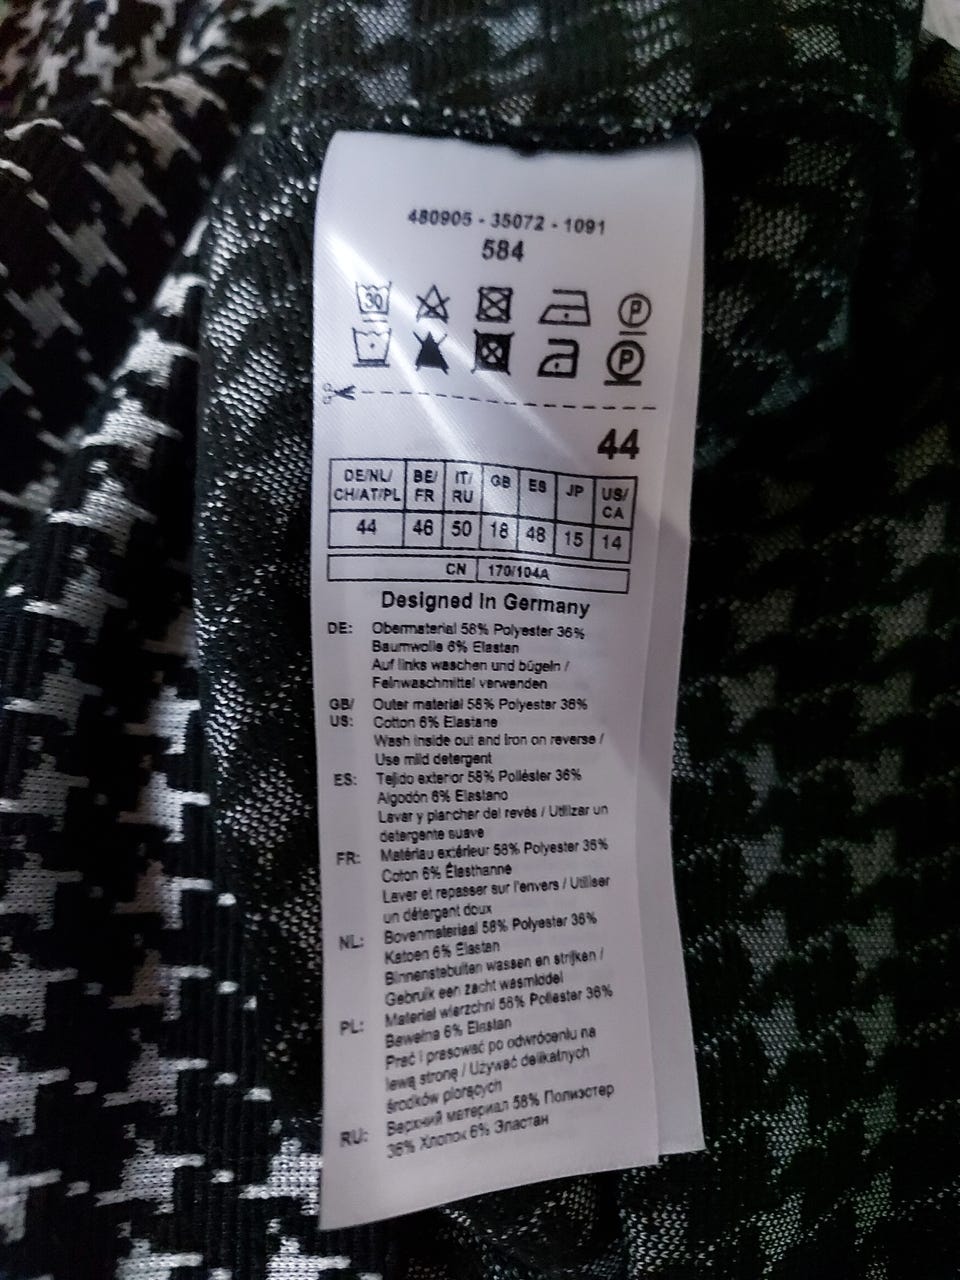 480905 - 35072 - 1091
584
30
P
P
44
DE/NL/ CH/AT/PL BE/ FR IT/ RU GB ES JP US/ CA
44 46 50 18 48 15 14
CN 170/104A
Designed in Germany
DE: Obermaterial 58% Polyester 36%
Baumwolle 6% Elastan
Auf links waschen und bügeln /
Feinwaschmittel verwenden
GB/ Outer material 58% Polyester 36%
US: Cotton 6% Elastane
Wash inside out and iron on reverse /
Use mild detergent
ES: Tejido exterior 58% Poliéster 36%
Algodón 6% Elastano
Lavar y planchar del revés / Utilizar un
detergente suave
FR: Matériau extérieur 58% Polyester 36%
Coton 6% Élasthanne
Laver et repasser sur l'envers / Utiliser
un détergent doux
NL: Bovenmateriaal 58% Polyester 36%
Katoen 6% Elastan
Binnenstebuiten wassen en strijken /
Gebruik een zacht wasmiddel
PL: Materiał wierzchni 58% Poliester 36%
Bawełna 6% Elastan
Prać i prasować po odwróceniu na
lewą stronę / Używać delikatnych
środków piorących
RU: Верхний материал 58% Полиэстер
36% Хлопок 6% Эластан